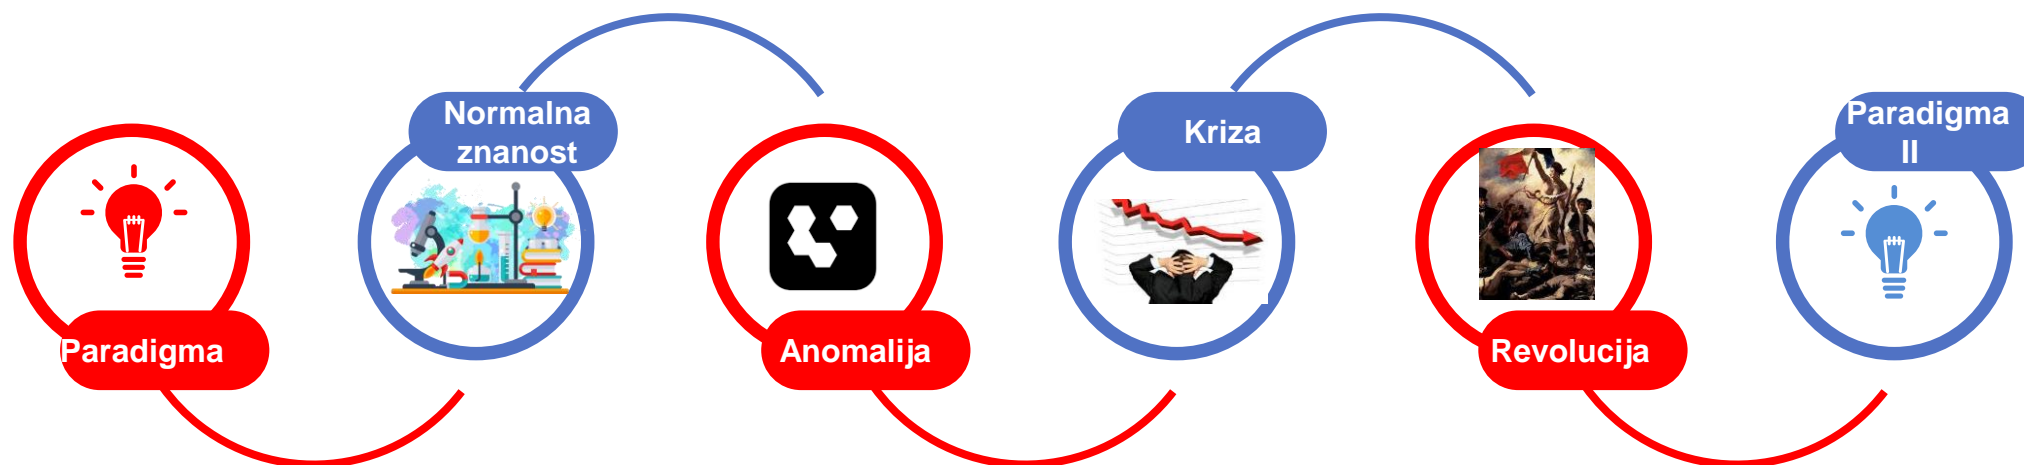 Paradigma
Normalna
znanost
Anomalija
Kriza
Revolucija
Paradigma
II